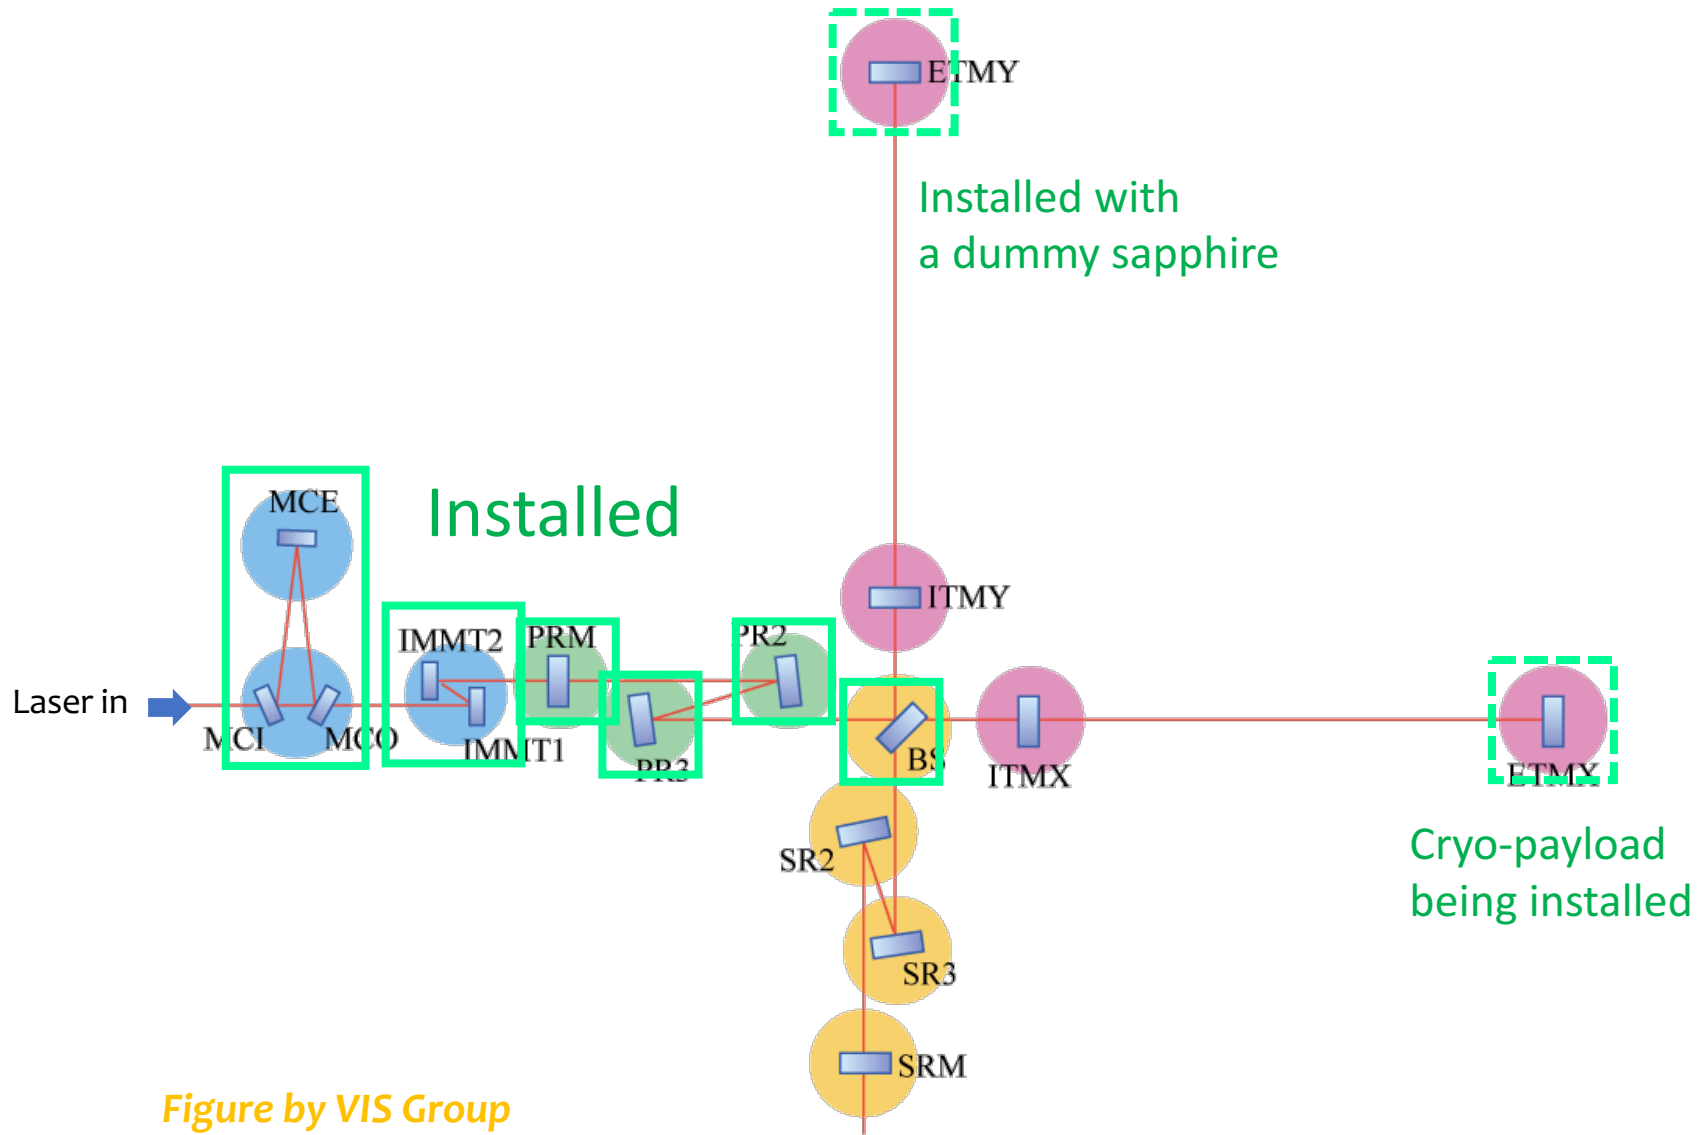 ETMY
Installed with
a dummy sapphire
MCE
Installed
ITMY
IMMT2
PRM
PR2
Laser in
MCI
MCO
IMMT1
PR3
BS
ITMX
ETMX
SR2
Cryo-payload
being installed
SR3
SRM
Figure by VIS Group